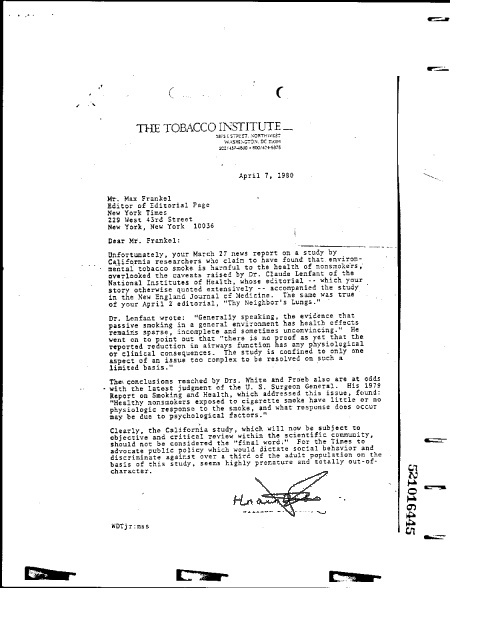 THE TOBACCO INSTITUTE
1875 I STREET, NORTHWEST
WASHINGTON, DC 20006
April 7, 1980
Mr. Max Frankel
Editor of Editorial Page
New York Times
229 West 43rd Street
New York, New York 10036
Dear Mr. Frankel:
Unfortunately, your March 27 news report on a study by
California researchers who claim to have found that environ-
mental tobacco smoke is harmful to the health of nonsmokers,
overlooked the caveats raised by Dr. Claude Lenfant of the
National Institutes of Health, whose editorial -- which your
story otherwise quoted extensively -- accompanied the study
in the New England Journal of Medicine. The same was true
of your April 2 editorial, "Thy Neighbor's Lungs."
Dr. Lenfant wrote: "Generally speaking, the evidence that
passive smoking in a general environment has health effects
remains sparse, incomplete and sometimes unconvincing." He
went on to point out that "there is no proof as yet that the
reported reduction in airways function has any physiological
or clinical consequences. The study is confined to only one
aspect of an issue too complex to be resolved on such a
limited basis."
The conclusions reached by Drs. White and Froeb also are at odds
with the latest judgment of the U. S. Surgeon General. His 1979
Report on Smoking and Health, which addressed this issue, found:
"Healthy nonsmokers exposed to cigarette smoke have little or no
physiologic response to the smoke, and what response does occur
may be due to psychological factors."
Clearly, the California study, which will now be subject to
objective and critical review within the scientific community,
should not be considered the "final word." For the Times to
advocate public policy which would dictate social behavior and
discriminate against over a third of the adult population on the
basis of this study, seems highly premature and totally out-of-
character.
WDTjr:mss
521016445